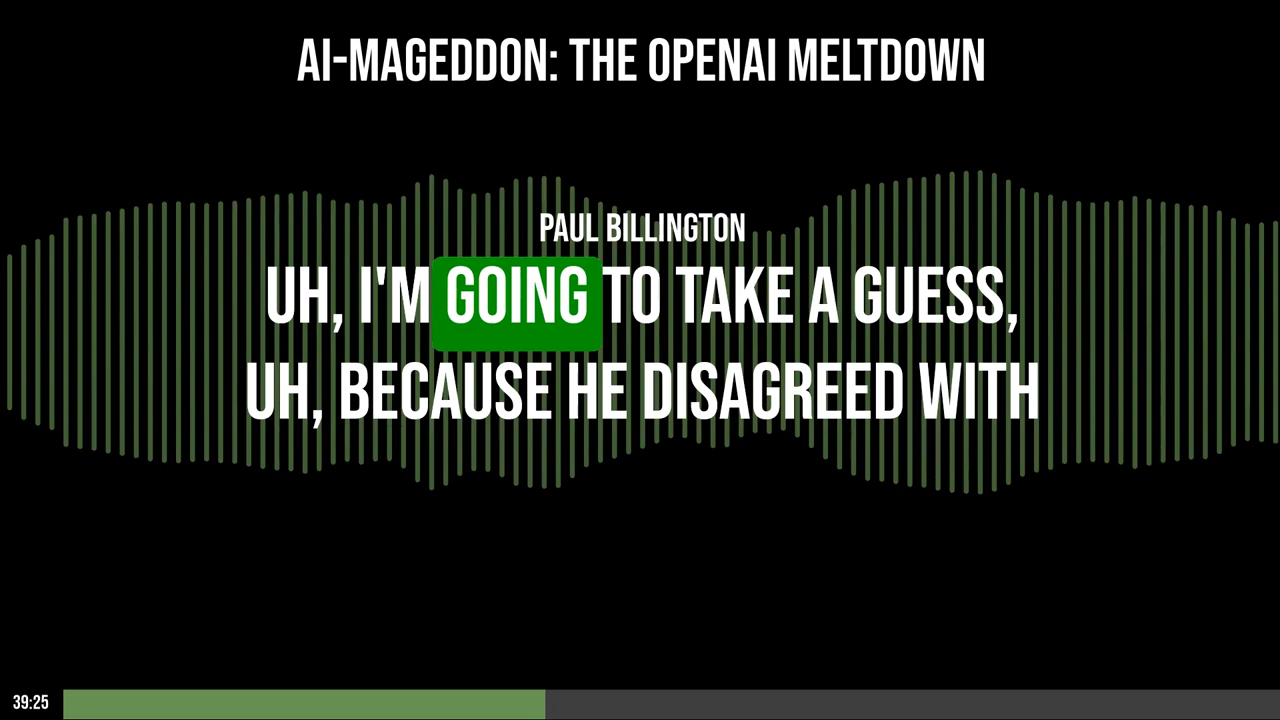 AI-MAGEDDON: THE OPENAI MELTDOWN
PAUL BILLINGTON
UH, I'M GOING TO TAKE A GUESS,
UH, BECAUSE HE DISAGREED WITH
39:25